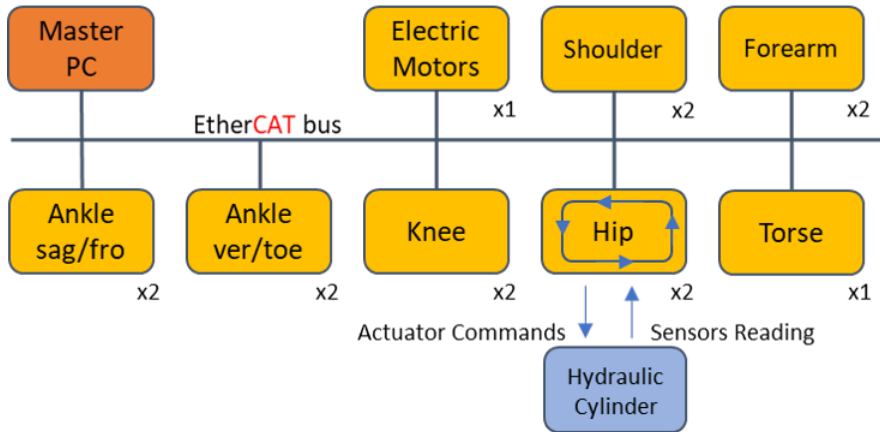 Master
PC
Electric
Motors
x1
Shoulder
x2
Forearm
x2
EtherCAT bus
Ankle
sag/fro
x2
Ankle
ver/toe
x2
Knee
x2
Hip
x2
Torse
x1
Actuator Commands
Sensors Reading
Hydraulic
Cylinder